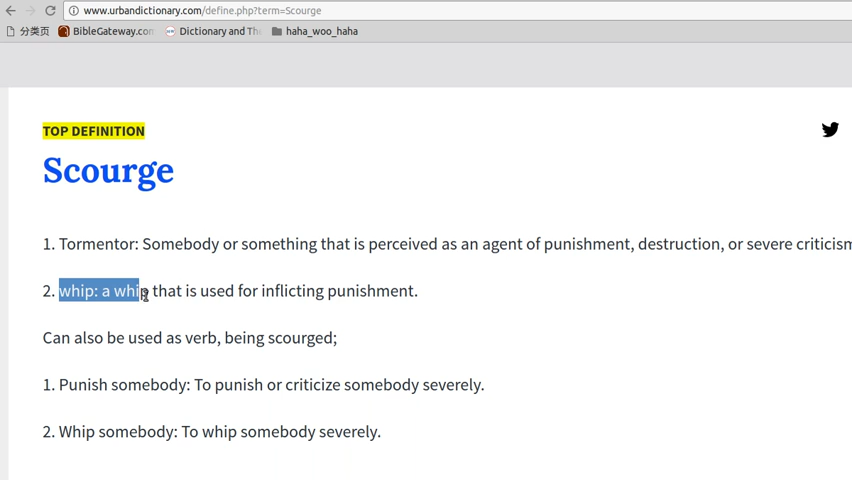 www.urbandictionary.com/define.php?term=Scourge
分类页 BibleGateway.com Dictionary and The haha_woo_haha
TOP DEFINITION
Scourge
1. Tormentor: Somebody or something that is perceived as an agent of punishment, destruction, or severe criticism
2. whip: a whip that is used for inflicting punishment.
Can also be used as verb, being scourged;
1. Punish somebody: To punish or criticize somebody severely.
2. Whip somebody: To whip somebody severely.